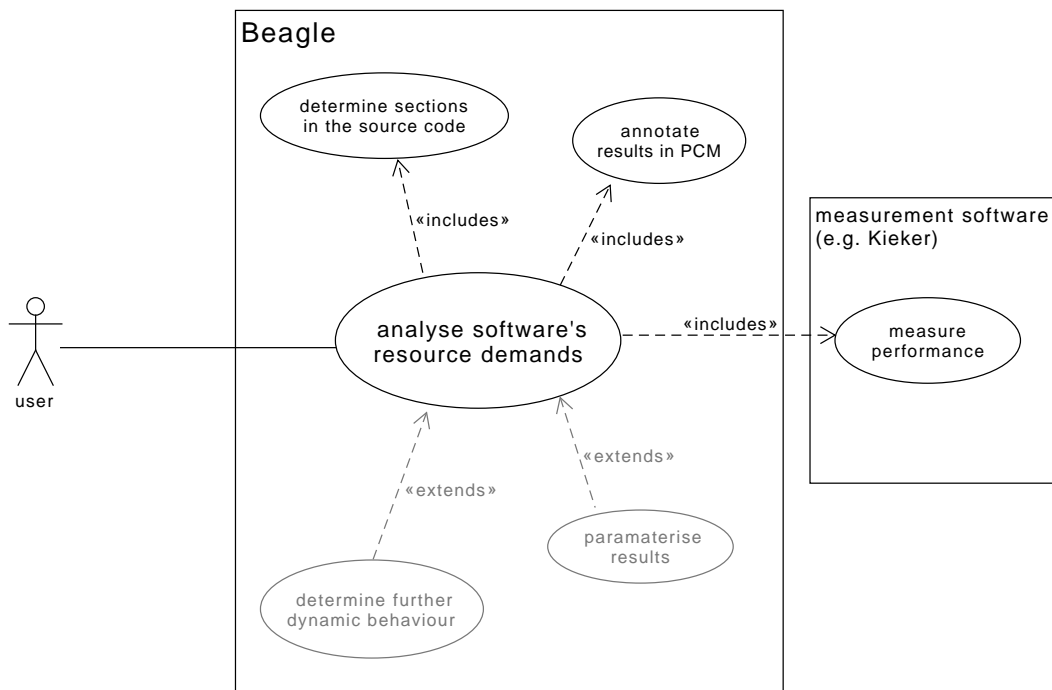 Beagle
determine sections
in the source code
annotate
results in PCM
«includes»
«includes»
measurement software
(e.g. Kieker)
analyse software's
resource demands
«includes»
measure
performance
user
«extends»
«extends»
paramaterise
results
determine further
dynamic behaviour